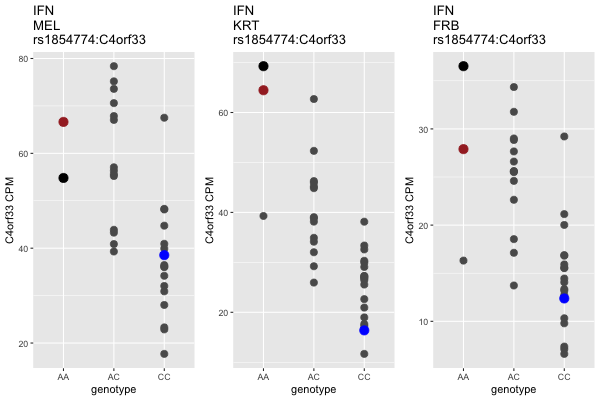 IFN
MEL
rs1854774:C4orf33
80
60
40
20
C4orf33 CPM
AA AC CC
genotype
IFN
KRT
rs1854774:C4orf33
60
40
20
C4orf33 CPM
AA AC CC
genotype
IFN
FRB
rs1854774:C4orf33
30
20
10
C4orf33 CPM
AA AC CC
genotype